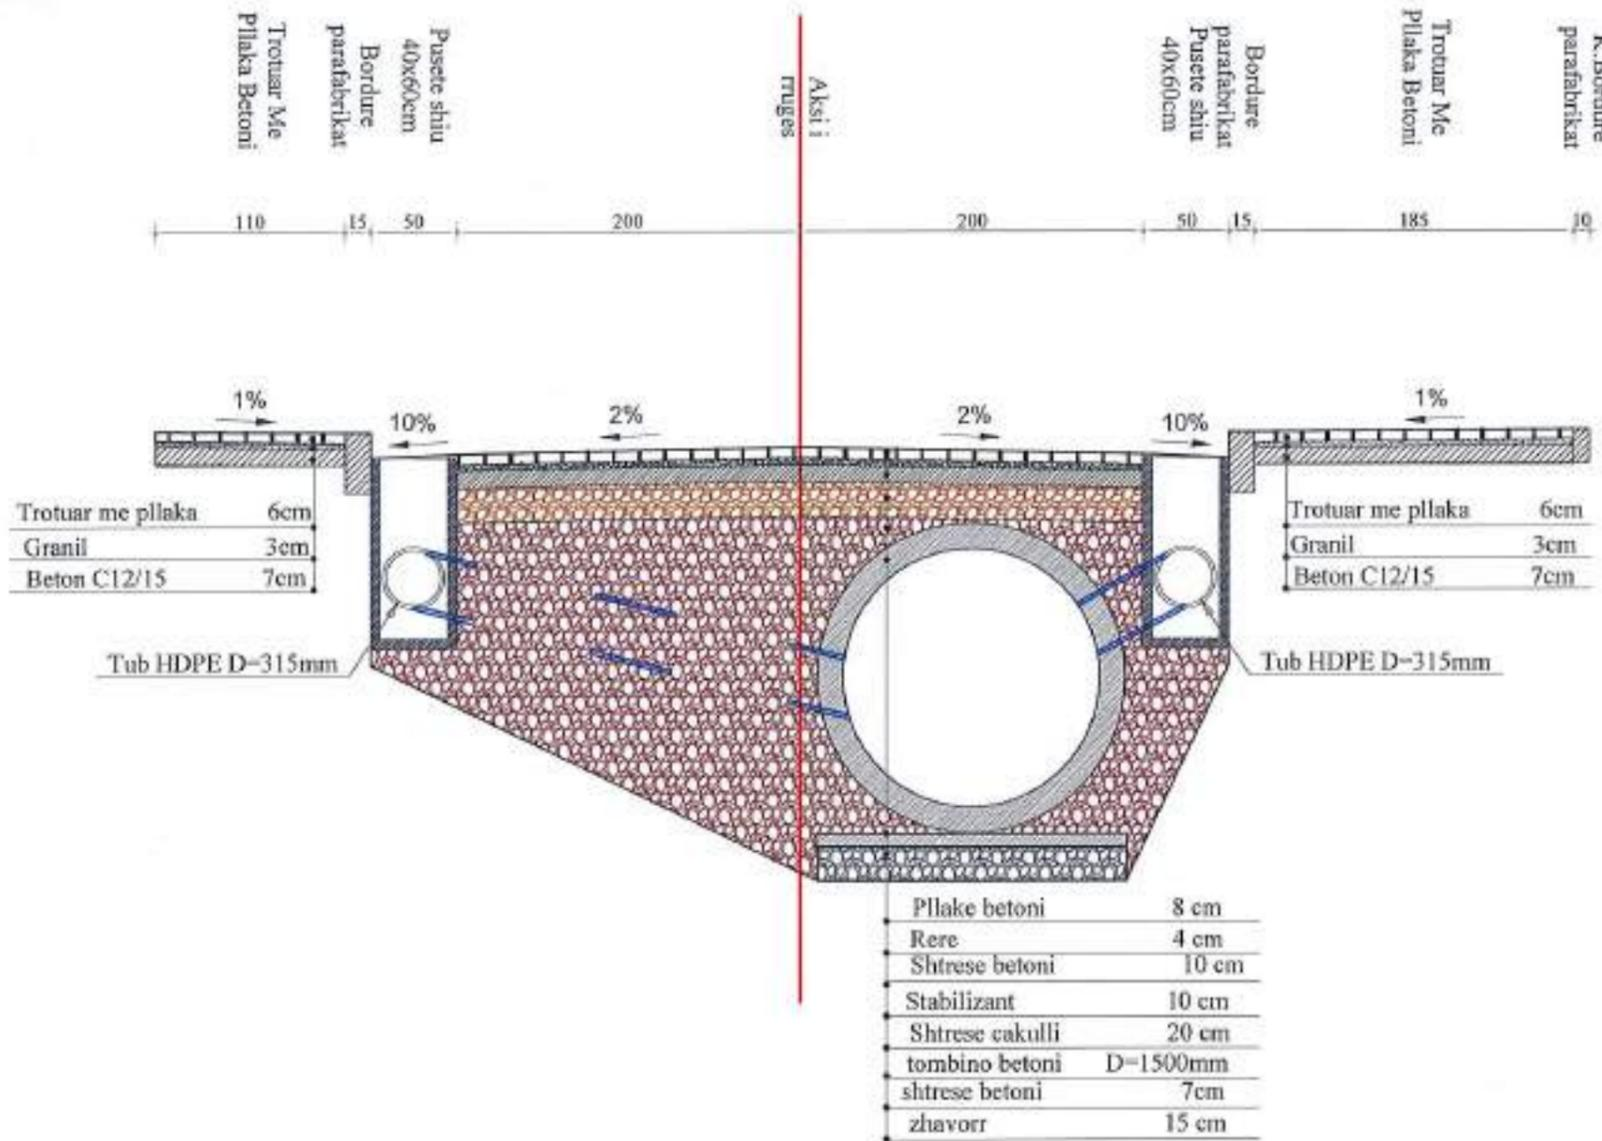 Trotuar Me
Pllaka Betoni
Bordure
parafabrikat
Pusete shiu
40x60cm
Aksi i
rruges
Bordure
parafabrikat
Pusete shiu
40x60cm
Trotuar Me
Pllaka Betoni
K.Bordure
parafabrikat
110 15 50 200 200 50 15 185 10
1% 10% 2% 2% 10% 1%
Trotuar me pllaka 6cm
Granil 3cm
Beton C12/15 7cm
Tub HDPE D=315mm
Trotuar me pllaka 6cm
Granil 3cm
Beton C12/15 7cm
Tub HDPE D=315mm
Pllake betoni 8 cm
Rere 4 cm
Shtrese betoni 10 cm
Stabilizant 10 cm
Shtrese cakulli 20 cm
tombino betoni D=1500mm
shtrese betoni 7cm
zhavorr 15 cm